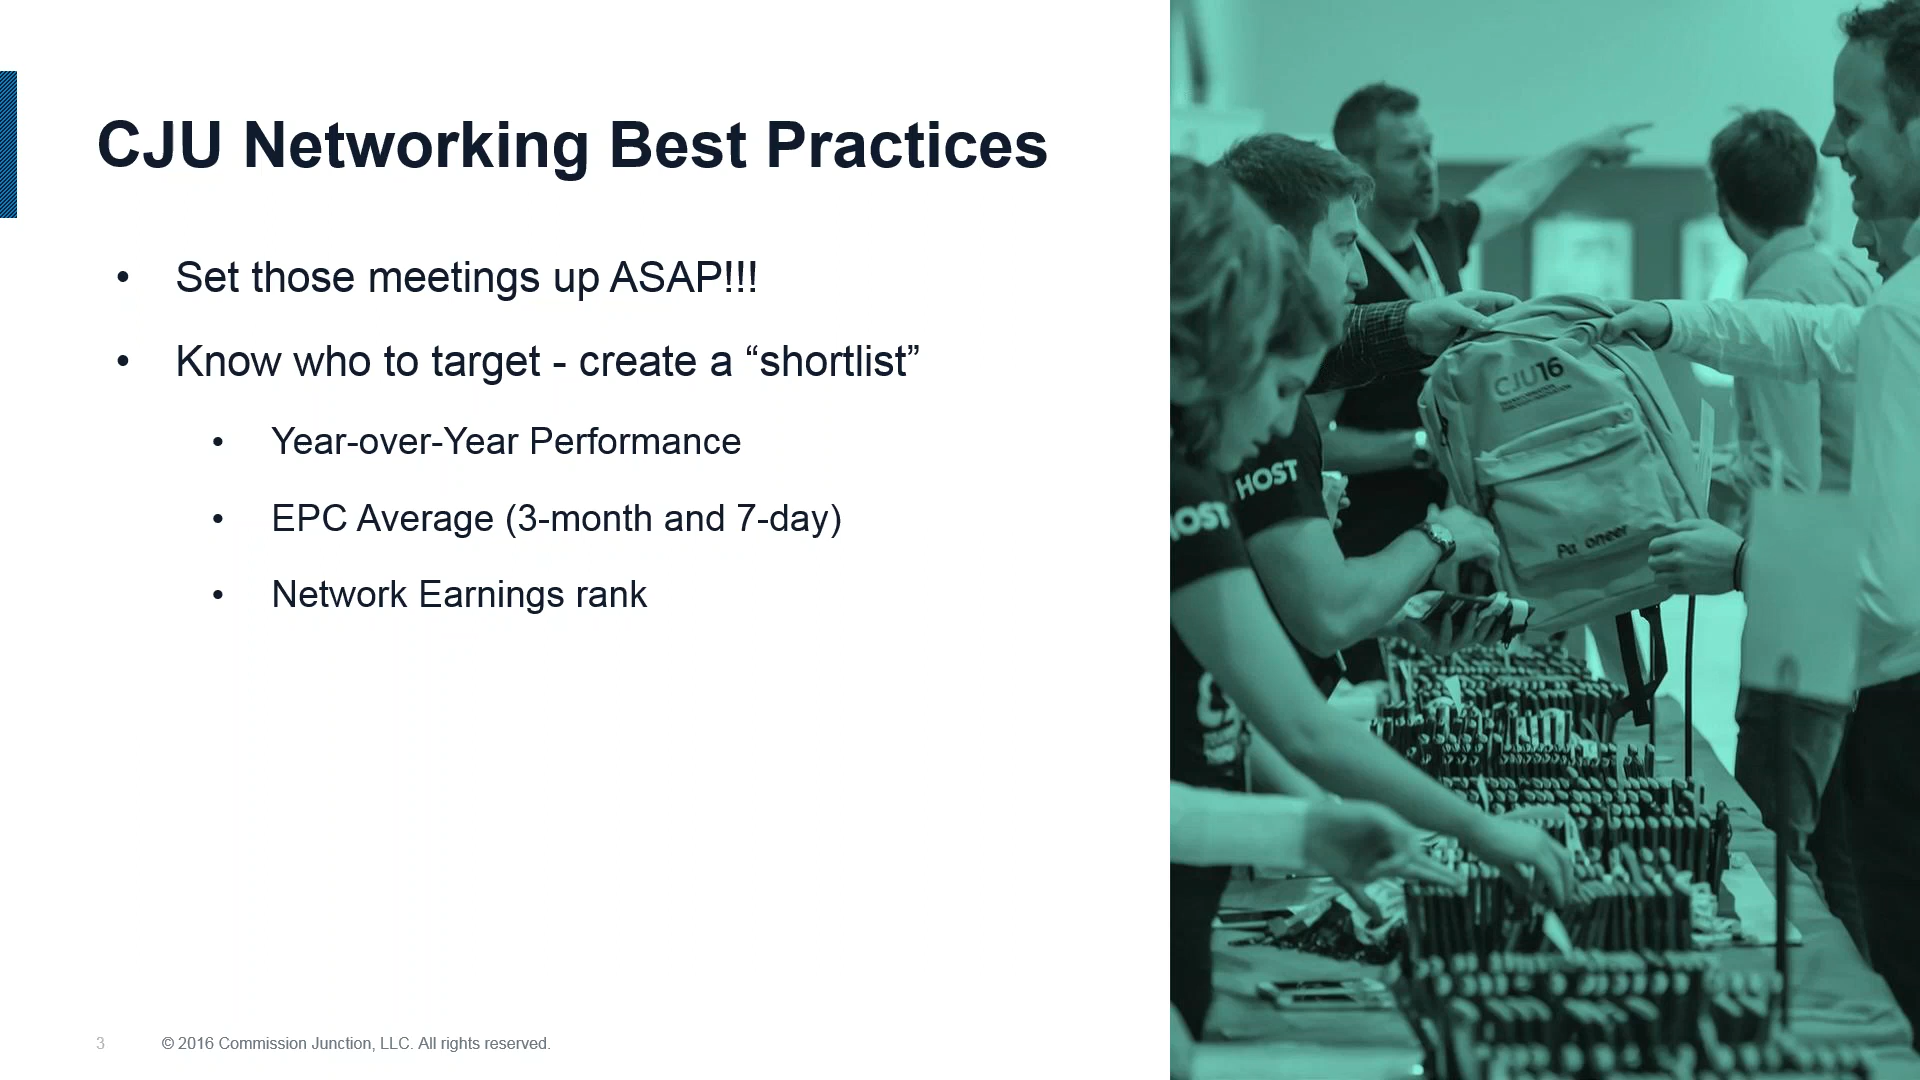 CJU Networking Best Practices
• Set those meetings up ASAP!!!
• Know who to target - create a “shortlist”
• Year-over-Year Performance
• EPC Average (3-month and 7-day)
• Network Earnings rank
3
© 2016 Commission Junction, LLC. All rights reserved.
CJU16
HOST
HOST